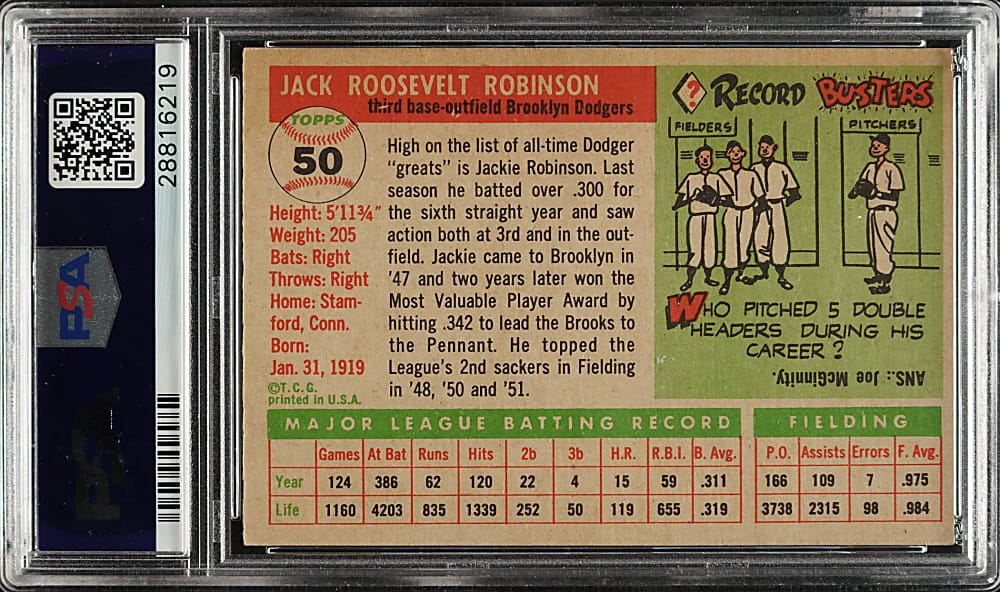 28816219
PSA
PSA
JACK ROOSEVELT ROBINSON
third base-outfield Brooklyn Dodgers
TOPPS
50
Height: 5'11¾"
Weight: 205
Bats: Right
Throws: Right
Home: Stam-
ford, Conn.
Born:
Jan. 31, 1919
©T.C.G.
printed in U.S.A.
High on the list of all-time Dodger
"greats" is Jackie Robinson. Last
season he batted over .300 for
the sixth straight year and saw
action both at 3rd and in the out-
field. Jackie came to Brooklyn in
'47 and two years later won the
Most Valuable Player Award by
hitting .342 to lead the Brooks to
the Pennant. He topped the
League's 2nd sackers in Fielding
in '48, '50 and '51.
? RECORD BUSTERS
FIELDERS
PITCHERS
WHO PITCHED 5 DOUBLE
HEADERS DURING HIS
CAREER ?
ANS.: Joe McGinnity.
MAJOR LEAGUE BATTING RECORD
Games At Bat Runs Hits 2b 3b H.R. R.B.I. B. Avg.
Year 124 386 62 120 22 4 15 59 .311
Life 1160 4203 835 1339 252 50 119 655 .319
FIELDING
P.O. Assists Errors F. Avg.
166 109 7 .975
3738 2315 98 .984